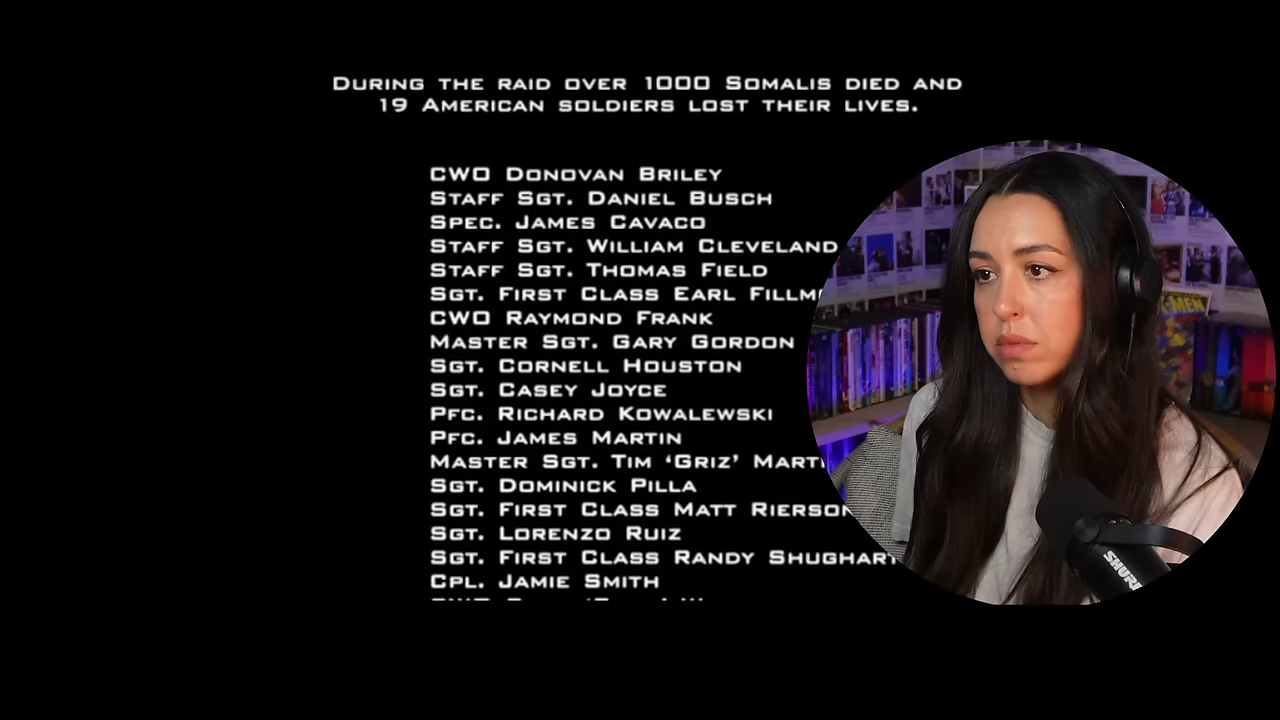 During the raid over 1000 Somalis died and
19 American soldiers lost their lives.
CWO Donovan Briley
Staff Sgt. Daniel Busch
Spec. James Cavaco
Staff Sgt. William Cleveland
Staff Sgt. Thomas Field
Sgt. First Class Earl
CWO Raymond Frank
Master Sgt. Gary Gordon
Sgt. Cornell Houston
Sgt. Casey Joyce
Pfc. Richard Kowalewski
Pfc. James Martin
Master Sgt. Tim ‘Griz’
Sgt. Dominick Pilla
Sgt. First Class Matt Rierson
Sgt. Lorenzo Ruiz
Sgt. First Class Randy Shughart
Cpl. Jamie Smith
X-MEN
SHURE